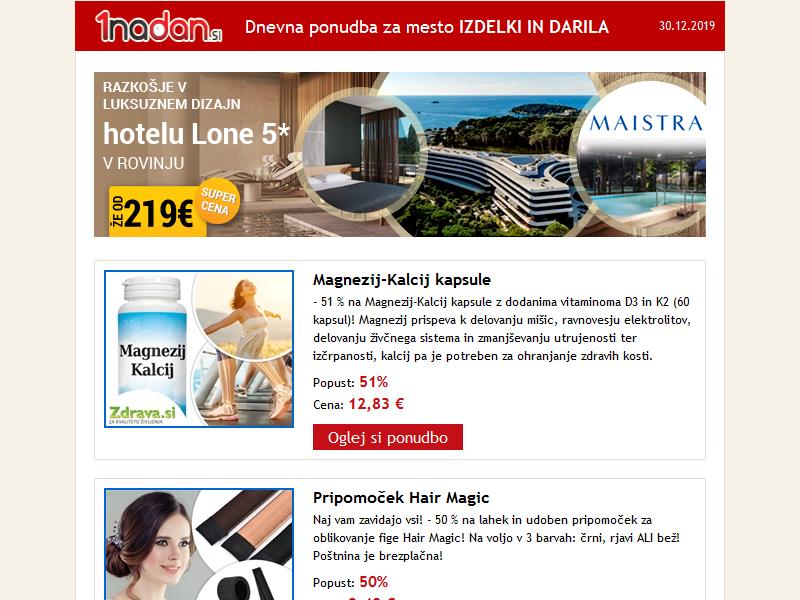 1nadan.si
Dnevna ponudba za mesto IZDELKI IN DARILA
30.12.2019
RAZKOŠJE V
LUKSUZNEM DIZAJN
hotelu Lone 5*
V ROVINJU
ŽE OD 219€
SUPER
CENA
MAISTRA
Magnezij-Kalcij kapsule
- 51 % na Magnezij-Kalcij kapsule z dodanima vitaminoma D3 in K2 (60
kapsul)! Magnezij prispeva k delovanju mišic, ravnovesju elektrolitov,
delovanju živčnega sistema in zmanjševanju utrujenosti ter
izčrpanosti, kalcij pa je potreben za ohranjanje zdravih kosti.
Popust: 51%
Cena: 12,83 €
Oglej si ponudbo
Magnezij
Kalcij
Zdrava.si
ZA KVALITETO ŽIVLJENJA
Pripomoček Hair Magic
Naj vam zavidajo vsi! - 50 % na lahek in udoben pripomoček za
oblikovanje fige Hair Magic! Na voljo v 3 barvah: črni, rjavi ALI bež!
Poštnina je brezplačna!
Popust: 50%